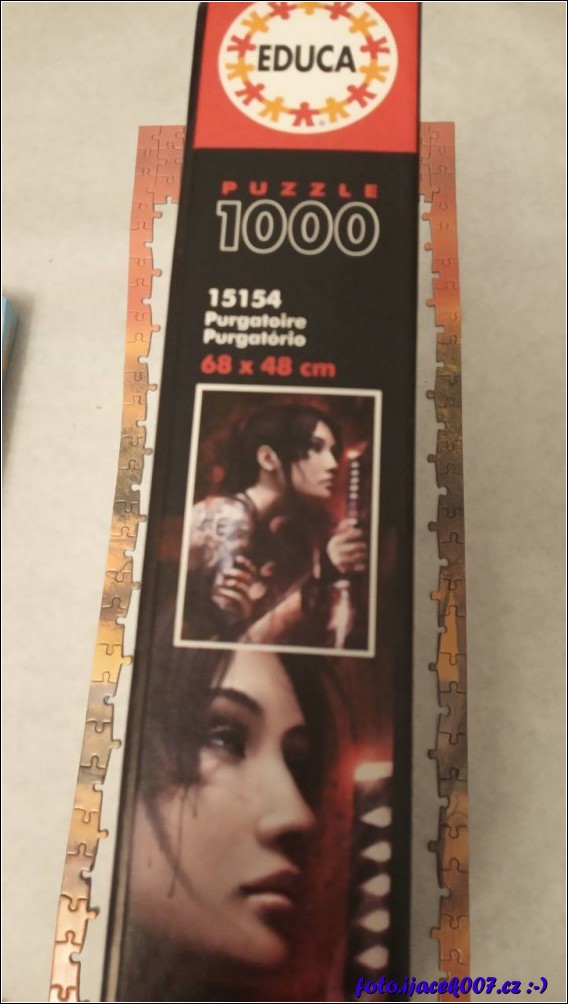 EDUCA
PUZZLE
1000
15154
Purgatoire
Purgatório
68 x 48 cm
foto.ijacek007.cz :-)